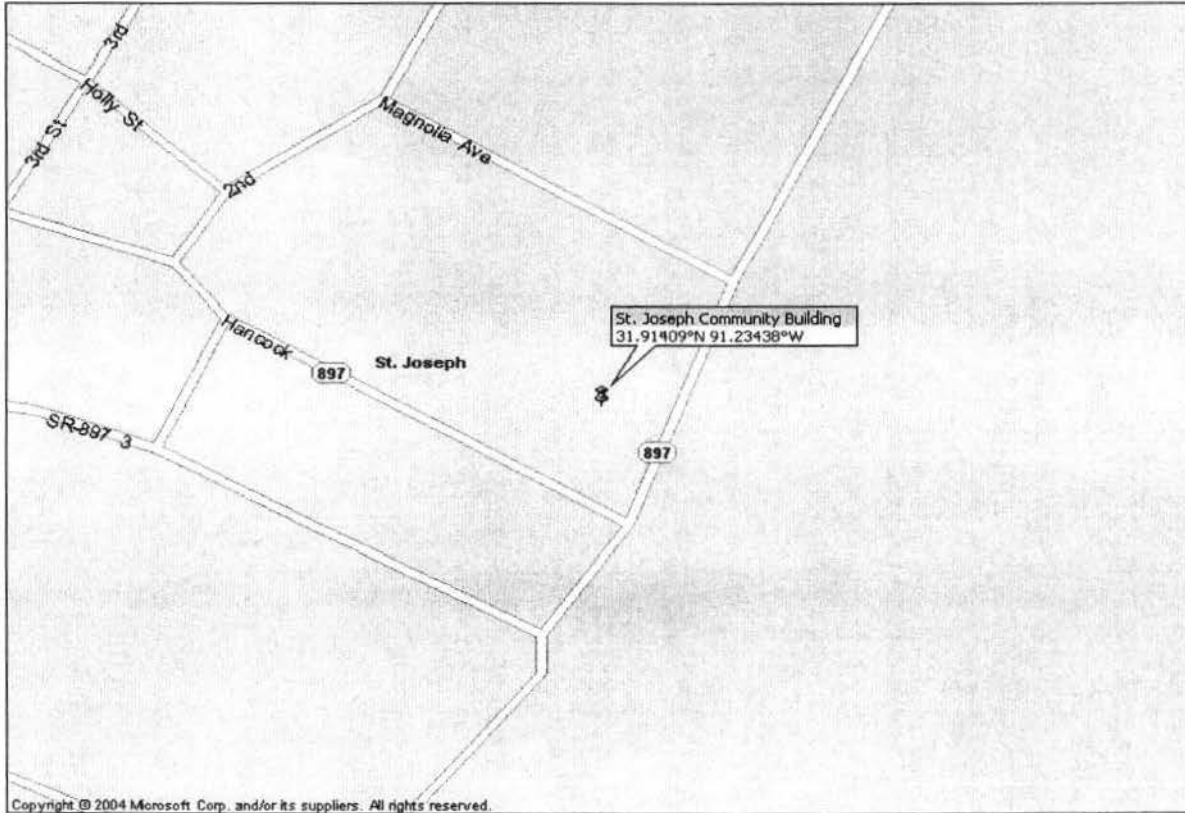 3rd
Holly St
3rd St
2nd
Magnolia Ave
St. Joseph Community Building
31.91409°N 91.23438°W
Hancock
897
St. Joseph
SR-897 3
897
Copyright © 2004 Microsoft Corp. and/or its suppliers. All rights reserved.